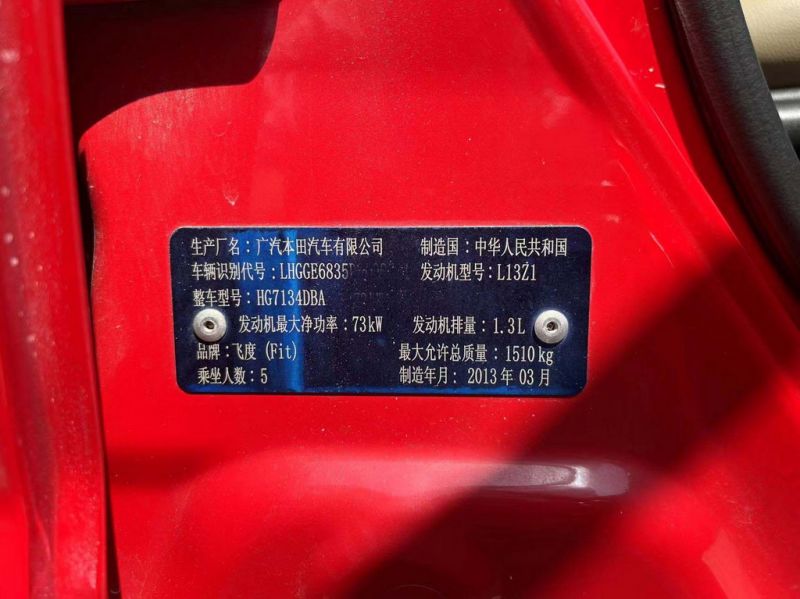 生产厂名：广汽本田汽车有限公司 制造国：中华人民共和国
车辆识别代号：LHGGE6835 发动机型号：L13Z1
整车型号：HG7134DBA
发动机最大净功率：73kW 发动机排量：1.3L
品牌：飞度(Fit) 最大允许总质量：1510kg
乘坐人数：5 制造年月：2013年03月